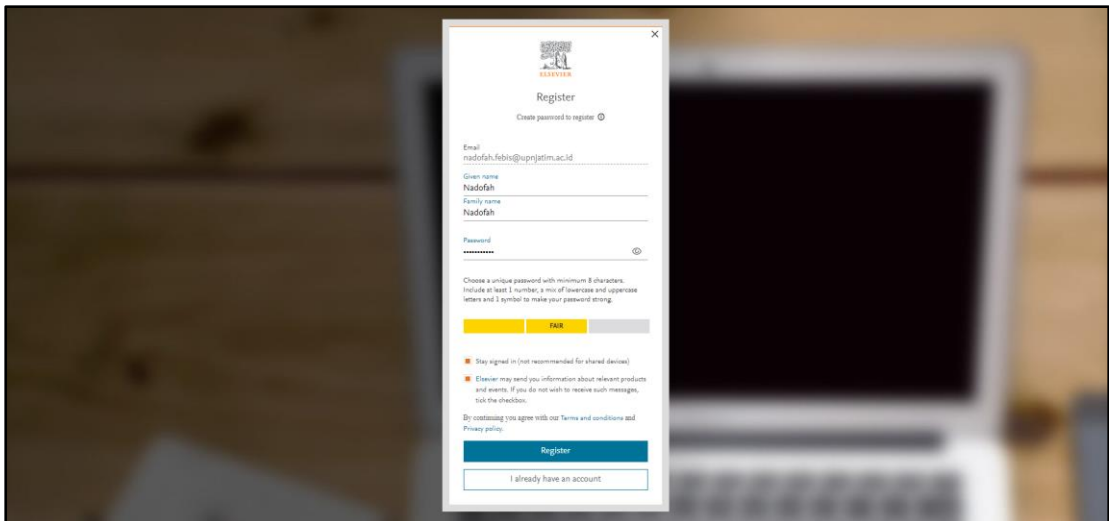 ELSEVIER
Register
Create password to register
Email
nadofah.febis@upnjatim.ac.id
Given name
Nadofah
Family name
Nadofah
Password
Choose a unique password with minimum 8 characters.
Include at least 1 number, a mix of lowercase and uppercase
letters and 1 symbol to make your password strong.
FAIR
Stay signed in (not recommended for shared devices)
Elsevier may send you information about relevant products
and events. If you do not wish to receive such messages,
tick the checkbox.
By continuing you agree with our Terms and conditions and
Privacy policy.
Register
I already have an account